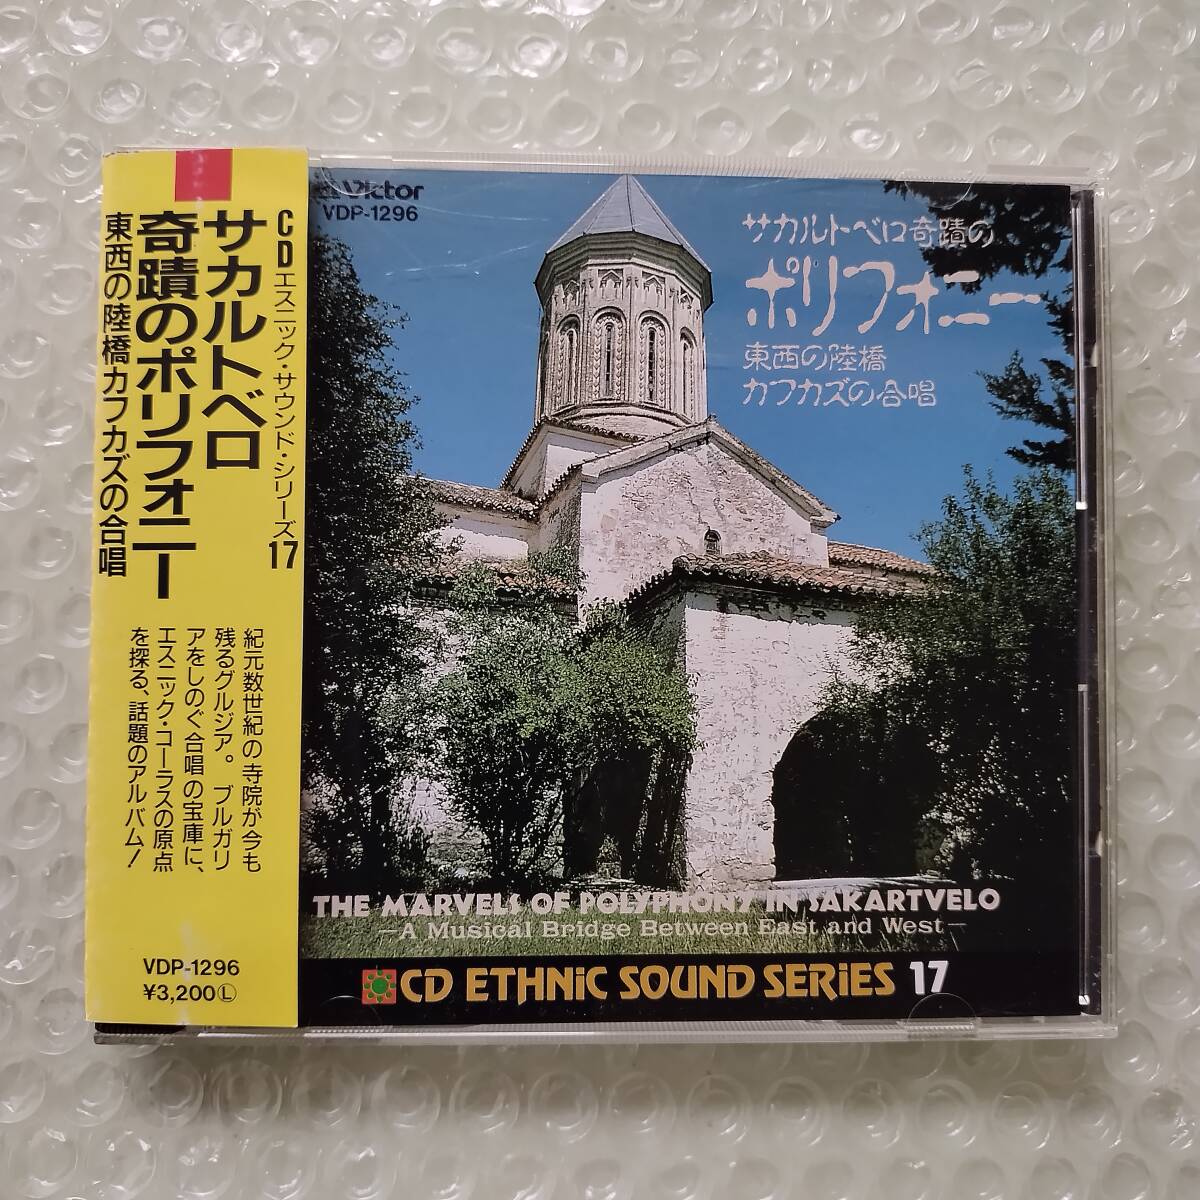 CDエスニック・サウンド・シリーズ17
サカルトベロ
奇蹟のポリフォニー
東西の陸橋カフカズの合唱
紀元数世紀の寺院が今も
残るグルジア。ブルガリ
アをしのぐ合唱の宝庫に、
エスニック・コーラスの原点
を探る、話題のアルバム!
VDP-1296
¥3,200Ⓛ
Victor
VDP-1296
サカルトベロ奇蹟の
ポリフォニー
東西の陸橋
カフカズの合唱
THE MARVELS OF POLYPHONY IN SAKARTVELO
—A Musical Bridge Between East and West—
CD ETHNiC SOUND SERiES 17